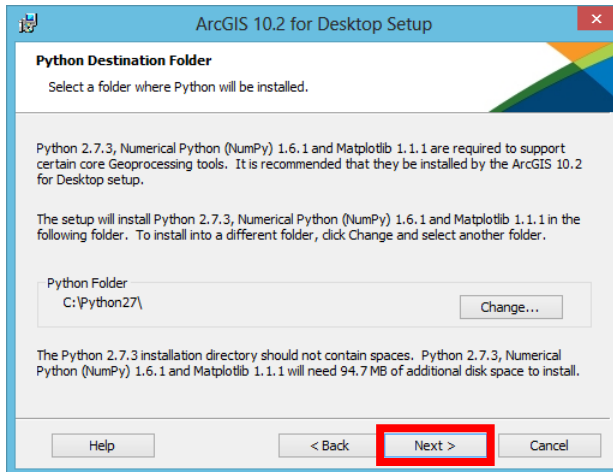 ArcGIS 10.2 for Desktop Setup
Python Destination Folder
Select a folder where Python will be installed.
Python 2.7.3, Numerical Python (NumPy) 1.6.1 and Matplotlib 1.1.1 are required to support
certain core Geoprocessing tools. It is recommended that they be installed by the ArcGIS 10.2
for Desktop setup.
The setup will install Python 2.7.3, Numerical Python (NumPy) 1.6.1 and Matplotlib 1.1.1 in the
following folder. To install into a different folder, click Change and select another folder.
Python Folder
C:\Python27\
Change...
The Python 2.7.3 installation directory should not contain spaces. Python 2.7.3, Numerical
Python (NumPy) 1.6.1 and Matplotlib 1.1.1 will need 94.7 MB of additional disk space to install.
Help
< Back
Next >
Cancel